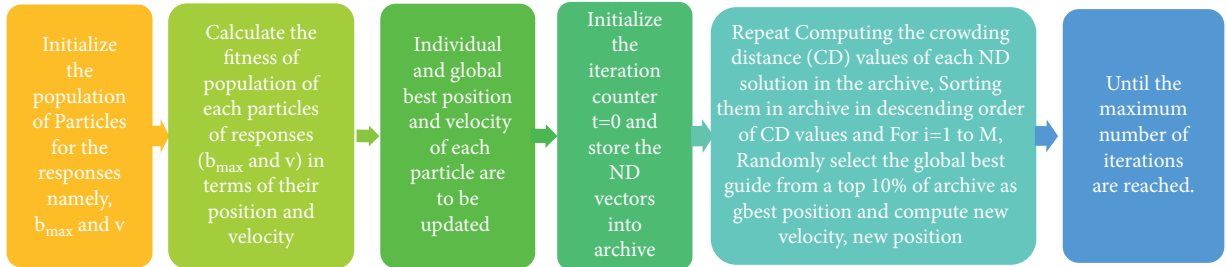 Initialize
the
population
of Particles
for the
responses
namely,
b_max and v
Calculate the
fitness of
population of
each particles
of responses
(b_max and v) in
terms of their
position and
velocity
Individual
and global
best position
and velocity
of each
particle are
to be
updated
Initialize
the
iteration
counter
t=0 and
store the
ND
vectors
into
archive
Repeat Computing the crowding
distance (CD) values of each ND
solution in the archive, Sorting
them in archive in descending order
of CD values and For i=1 to M,
Randomly select the global best
guide from a top 10% of archive as
gbest position and compute new
velocity, new position
Until the
maximum
number of
iterations
are reached.